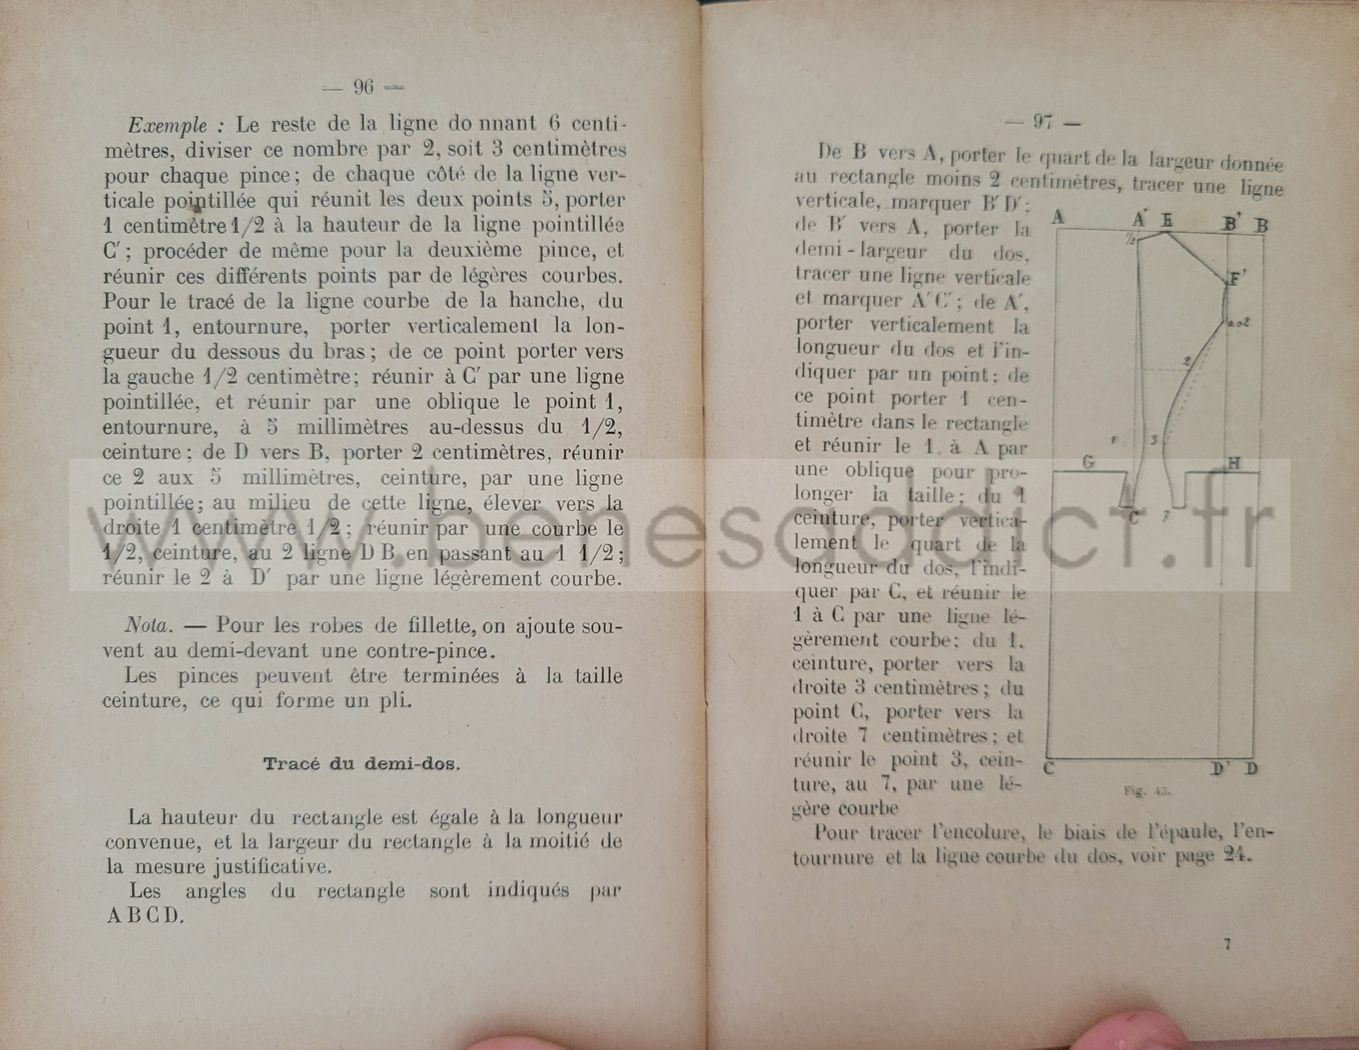 — 96 —
Exemple : Le reste de la ligne do nnant 6 centi-
mètres, diviser ce nombre par 2, soit 3 centimètres
pour chaque pince ; de chaque côté de la ligne ver-
ticale pointillée qui réunit les deux points 5, porter
1 centimètre 1/2 à la hauteur de la ligne pointillée
C′ ; procéder de même pour la deuxième pince, et
réunir ces différents points par de légères courbes.
Pour le tracé de la ligne courbe de la hanche, du
point 1, entournure, porter verticalement la lon-
gueur du dessous du bras ; de ce point porter vers
la gauche 1/2 centimètre ; réunir à C′ par une ligne
pointillée, et réunir par une oblique le point 1,
entournure, à 5 millimètres au-dessus du 1/2,
ceinture ; de D vers B, porter 2 centimètres, réunir
ce 2 aux 5 millimètres, ceinture, par une ligne
pointillée ; au milieu de cette ligne, élever vers la
droite 1 centimètre 1/2 ; réunir par une courbe le
1/2, ceinture, au 2 ligne D B en passant au 1 1/2 ;
réunir le 2 à D′ par une ligne légèrement courbe.
Nota. — Pour les robes de fillette, on ajoute sou-
vent au demi-devant une contre-pince.
Les pinces peuvent être terminées à la taille
ceinture, ce qui forme un pli.
Tracé du demi-dos.
La hauteur du rectangle est égale à la longueur
convenue, et la largeur du rectangle à la moitié de
la mesure justificative.
Les angles du rectangle sont indiqués par
A B C D.
— 97 —
De B vers A, porter le quart de la largeur donnée
au rectangle moins 2 centimètres, tracer une ligne
verticale, marquer B′ D′ ;
de B′ vers A, porter la
demi-largeur du dos,
tracer une ligne verticale
et marquer A′ C′ ; de A′,
porter verticalement la
longueur du dos et l'in-
diquer par un point ; de
ce point porter 1 cen-
timètre dans le rectangle
et réunir le 1 à A par
une oblique pour pro-
longer la taille ; du 1
ceinture, porter vertica-
lement le quart de la
longueur du dos, l'indi-
quer par C, et réunir le
1 à C par une ligne lé-
gèrement courbe ; du 1,
ceinture, porter vers la
droite 3 centimètres ; du
point C, porter vers la
droite 7 centimètres ; et
réunir le point 3, cein-
ture, au 7, par une lé-
gère courbe
A A′ E B′ B
1/2
F′
0.02
2
1 3
G H
C 7
C D′ D
Fig. 43.
Pour tracer l'encolure, le biais de l'épaule, l'en-
tournure et la ligne courbe du dos, voir page 24.
7
www.benesaddict.fr